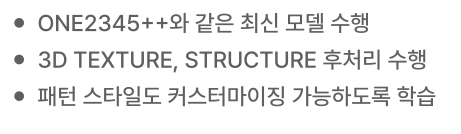 • ONE2345++와 같은 최신 모델 수행
• 3D TEXTURE, STRUCTURE 후처리 수행
• 패턴 스타일도 커스터마이징 가능하도록 학습